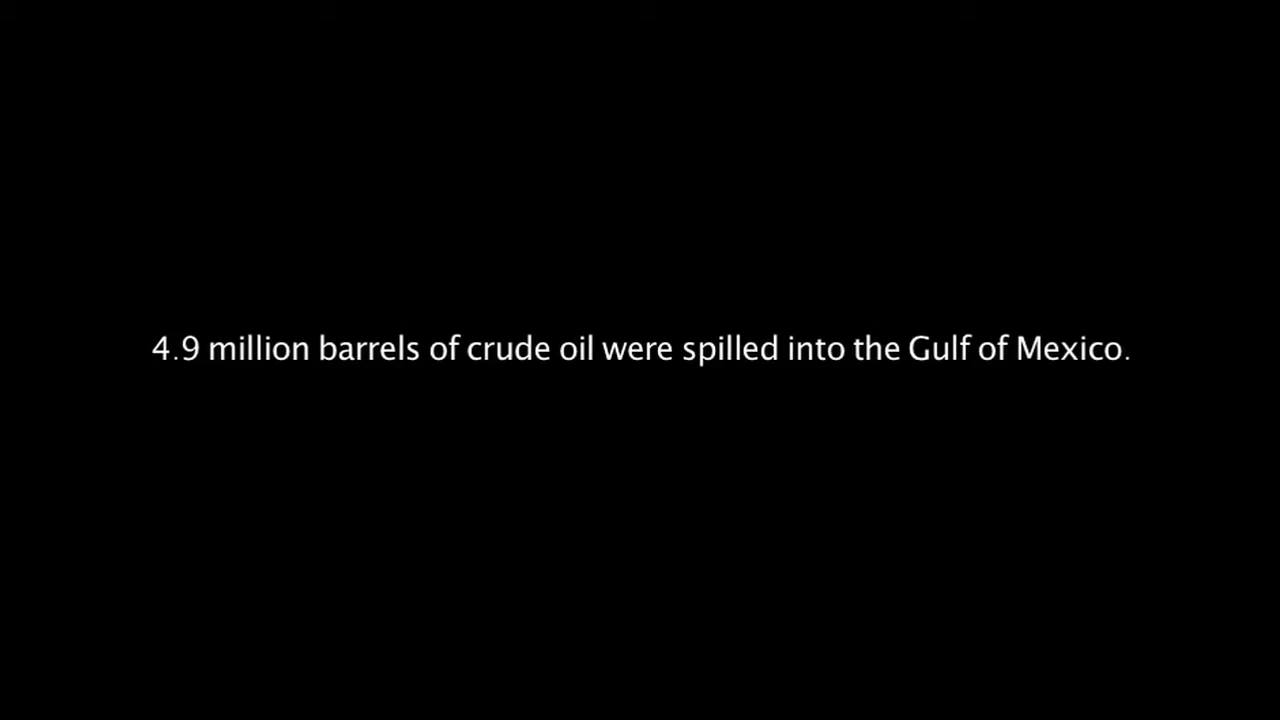 4.9 million barrels of crude oil were spilled into the Gulf of Mexico.